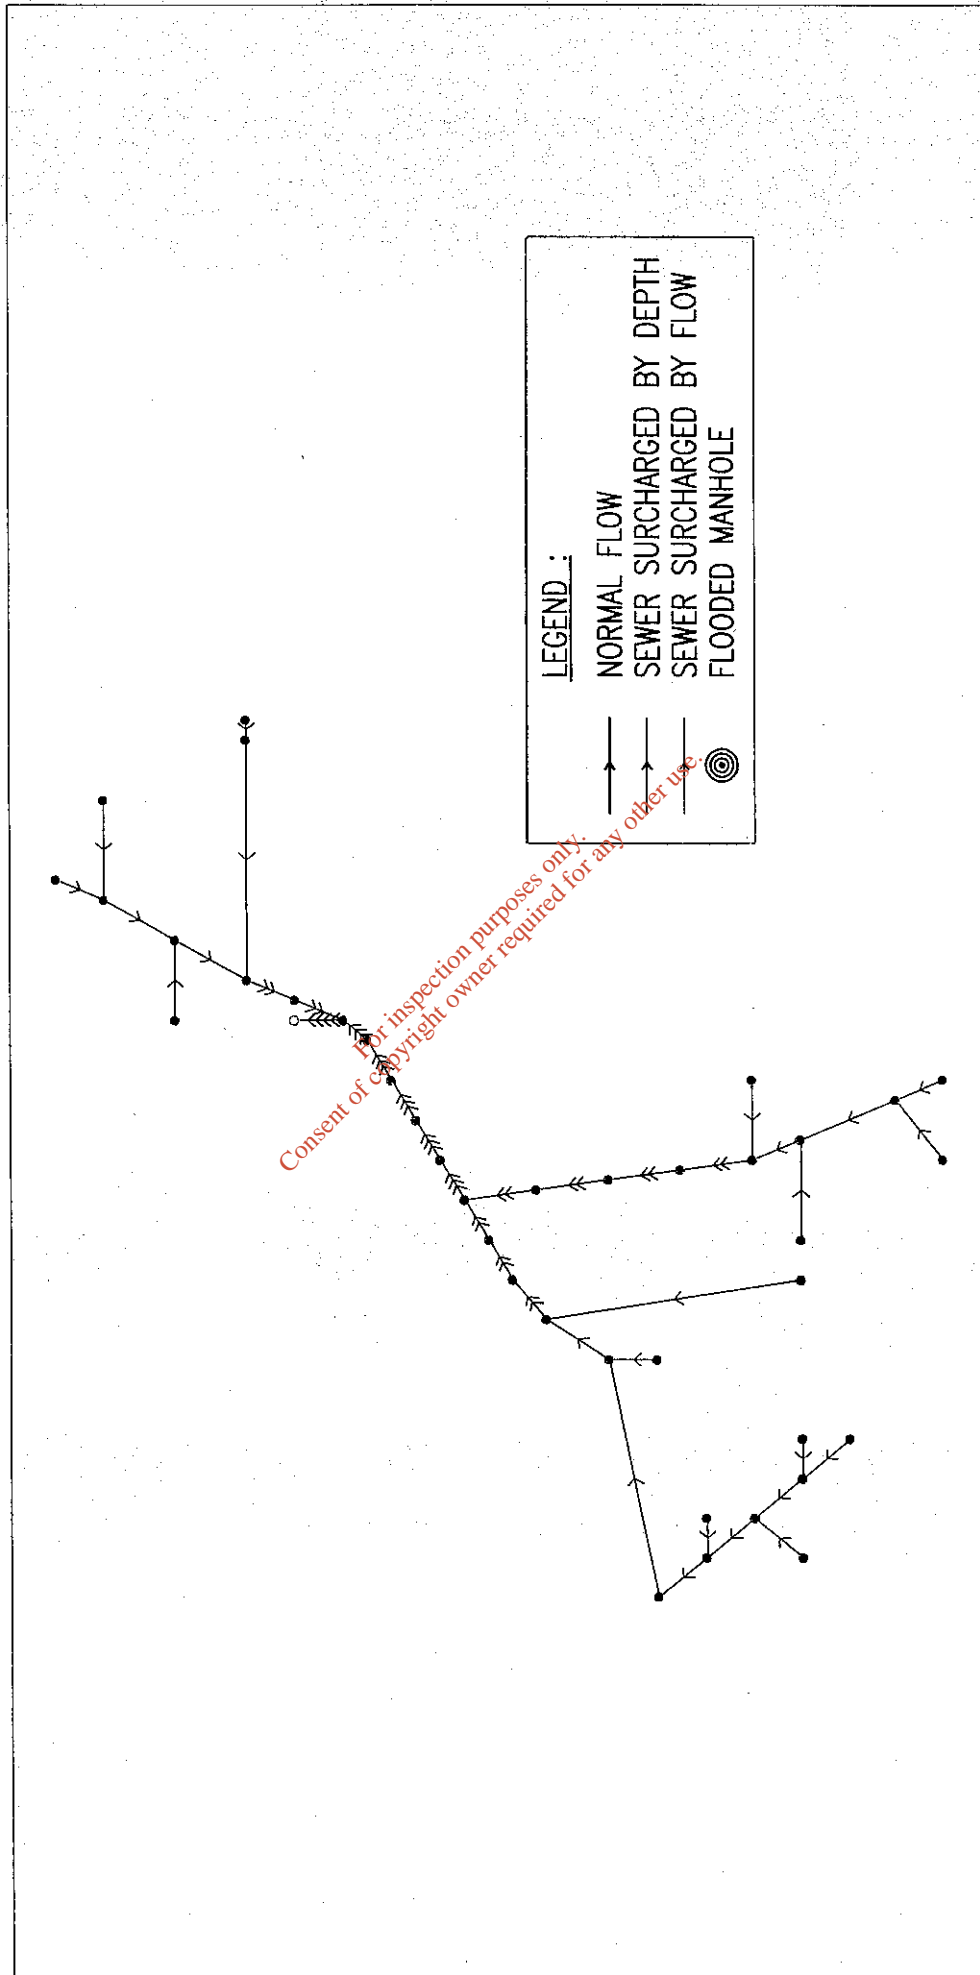 LEGEND :
NORMAL FLOW
SEWER SURCHARGED BY DEPTH
SEWER SURCHARGED BY FLOW
FLOODED MANHOLE
For inspection purposes only.
Consent of copyright owner required for any other use.